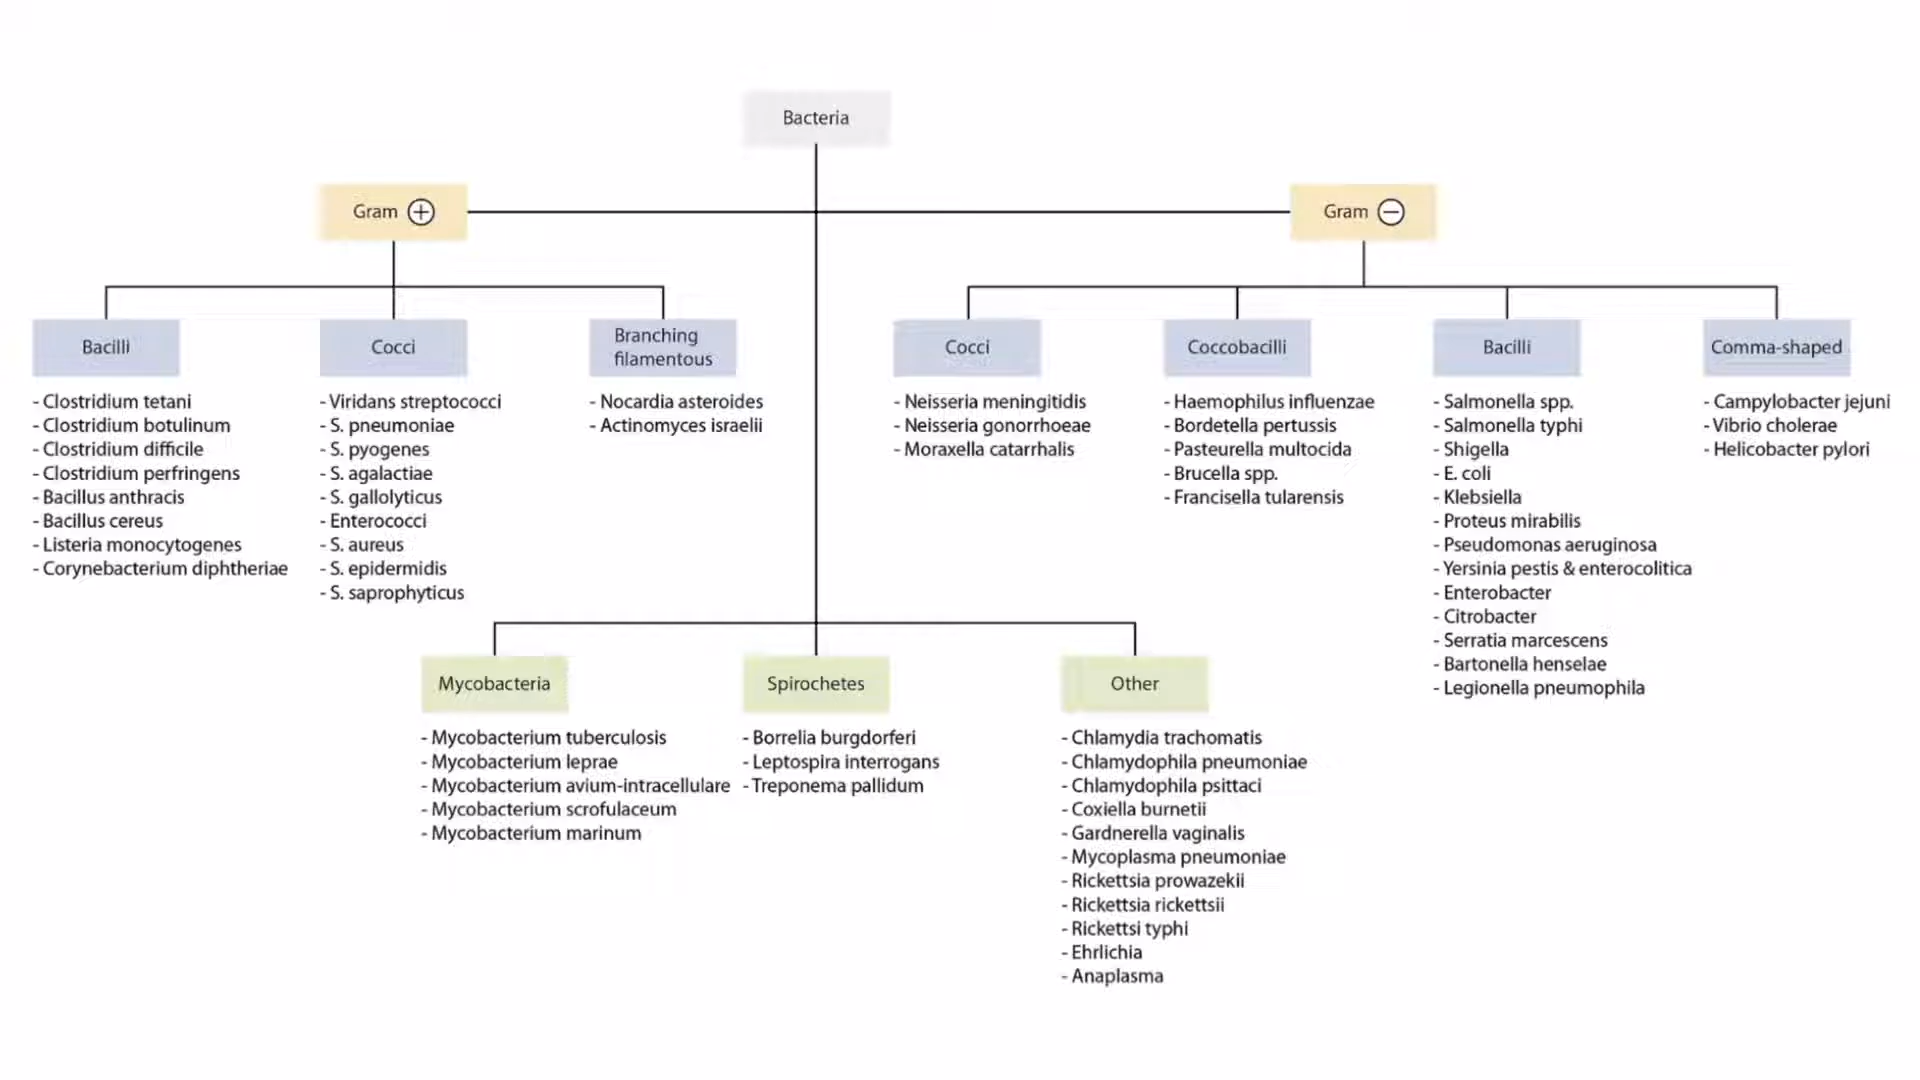 Bacteria
Gram +
Gram −
Bacilli
- Clostridium tetani
- Clostridium botulinum
- Clostridium difficile
- Clostridium perfringens
- Bacillus anthracis
- Bacillus cereus
- Listeria monocytogenes
- Corynebacterium diphtheriae
Cocci
- Viridans streptococci
- S. pneumoniae
- S. pyogenes
- S. agalactiae
- S. gallolyticus
- Enterococci
- S. aureus
- S. epidermidis
- S. saprophyticus
Branching
filamentous
- Nocardia asteroides
- Actinomyces israelii
Cocci
- Neisseria meningitidis
- Neisseria gonorrhoeae
- Moraxella catarrhalis
Coccobacilli
- Haemophilus influenzae
- Bordetella pertussis
- Pasteurella multocida
- Brucella spp.
- Francisella tularensis
Bacilli
- Salmonella spp.
- Salmonella typhi
- Shigella
- E. coli
- Klebsiella
- Proteus mirabilis
- Pseudomonas aeruginosa
- Yersinia pestis & enterocolitica
- Enterobacter
- Citrobacter
- Serratia marcescens
- Bartonella henselae
- Legionella pneumophila
Comma-shaped
- Campylobacter jejuni
- Vibrio cholerae
- Helicobacter pylori
Mycobacteria
- Mycobacterium tuberculosis
- Mycobacterium leprae
- Mycobacterium avium-intracellulare
- Mycobacterium scrofulaceum
- Mycobacterium marinum
Spirochetes
- Borrelia burgdorferi
- Leptospira interrogans
- Treponema pallidum
Other
- Chlamydia trachomatis
- Chlamydophila pneumoniae
- Chlamydophila psittaci
- Coxiella burnetii
- Gardnerella vaginalis
- Mycoplasma pneumoniae
- Rickettsia prowazekii
- Rickettsia rickettsii
- Rickettsi typhi
- Ehrlichia
- Anaplasma